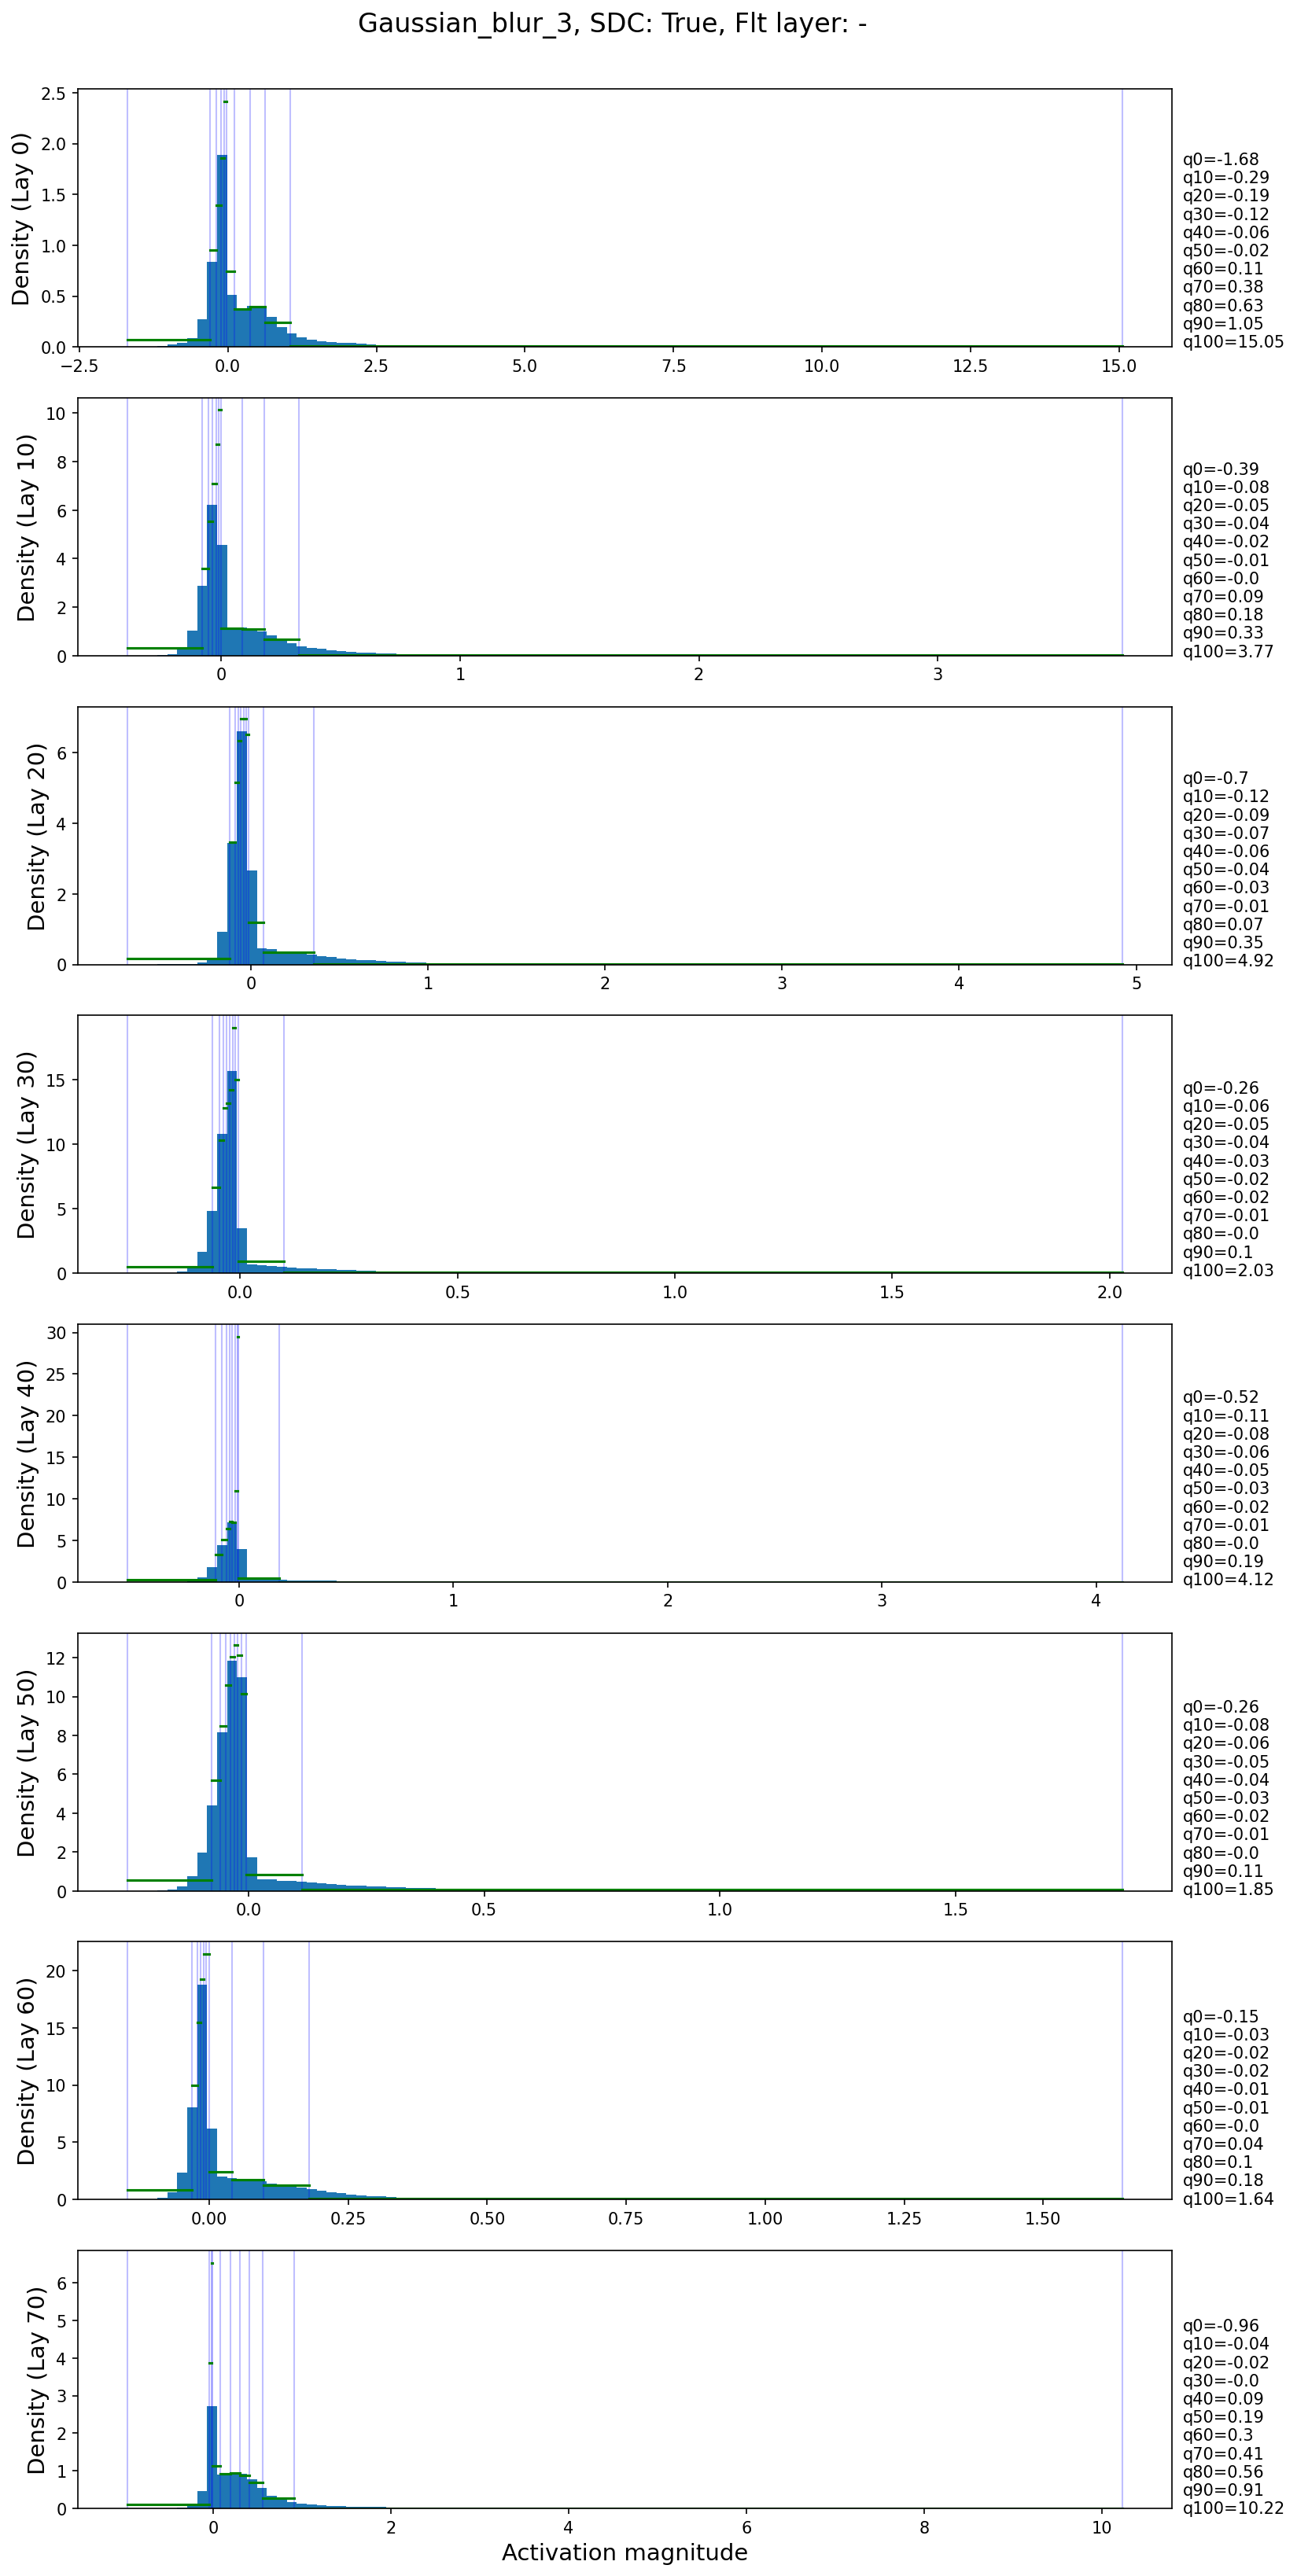 Gaussian_blur_3, SDC: True, Flt layer: -
Density (Lay 0)
2.5
2.0
1.5
1.0
0.5
0.0
−2.5 0.0 2.5 5.0 7.5 10.0 12.5 15.0
q0=-1.68
q10=-0.29
q20=-0.19
q30=-0.12
q40=-0.06
q50=-0.02
q60=0.11
q70=0.38
q80=0.63
q90=1.05
q100=15.05
Density (Lay 10)
10
8
6
4
2
0
0 1 2 3
q0=-0.39
q10=-0.08
q20=-0.05
q30=-0.04
q40=-0.02
q50=-0.01
q60=-0.0
q70=0.09
q80=0.18
q90=0.33
q100=3.77
Density (Lay 20)
6
4
2
0
0 1 2 3 4 5
q0=-0.7
q10=-0.12
q20=-0.09
q30=-0.07
q40=-0.06
q50=-0.04
q60=-0.03
q70=-0.01
q80=0.07
q90=0.35
q100=4.92
Density (Lay 30)
15
10
5
0
0.0 0.5 1.0 1.5 2.0
q0=-0.26
q10=-0.06
q20=-0.05
q30=-0.04
q40=-0.03
q50=-0.02
q60=-0.02
q70=-0.01
q80=-0.0
q90=0.1
q100=2.03
Density (Lay 40)
30
25
20
15
10
5
0
0 1 2 3 4
q0=-0.52
q10=-0.11
q20=-0.08
q30=-0.06
q40=-0.05
q50=-0.03
q60=-0.02
q70=-0.01
q80=-0.0
q90=0.19
q100=4.12
Density (Lay 50)
12
10
8
6
4
2
0
0.0 0.5 1.0 1.5
q0=-0.26
q10=-0.08
q20=-0.06
q30=-0.05
q40=-0.04
q50=-0.03
q60=-0.02
q70=-0.01
q80=-0.0
q90=0.11
q100=1.85
Density (Lay 60)
20
15
10
5
0
0.00 0.25 0.50 0.75 1.00 1.25 1.50
q0=-0.15
q10=-0.03
q20=-0.02
q30=-0.02
q40=-0.01
q50=-0.01
q60=-0.0
q70=0.04
q80=0.1
q90=0.18
q100=1.64
Density (Lay 70)
6
5
4
3
2
1
0
0 2 4 6 8 10
q0=-0.96
q10=-0.04
q20=-0.02
q30=-0.0
q40=0.09
q50=0.19
q60=0.3
q70=0.41
q80=0.56
q90=0.91
q100=10.22
Activation magnitude